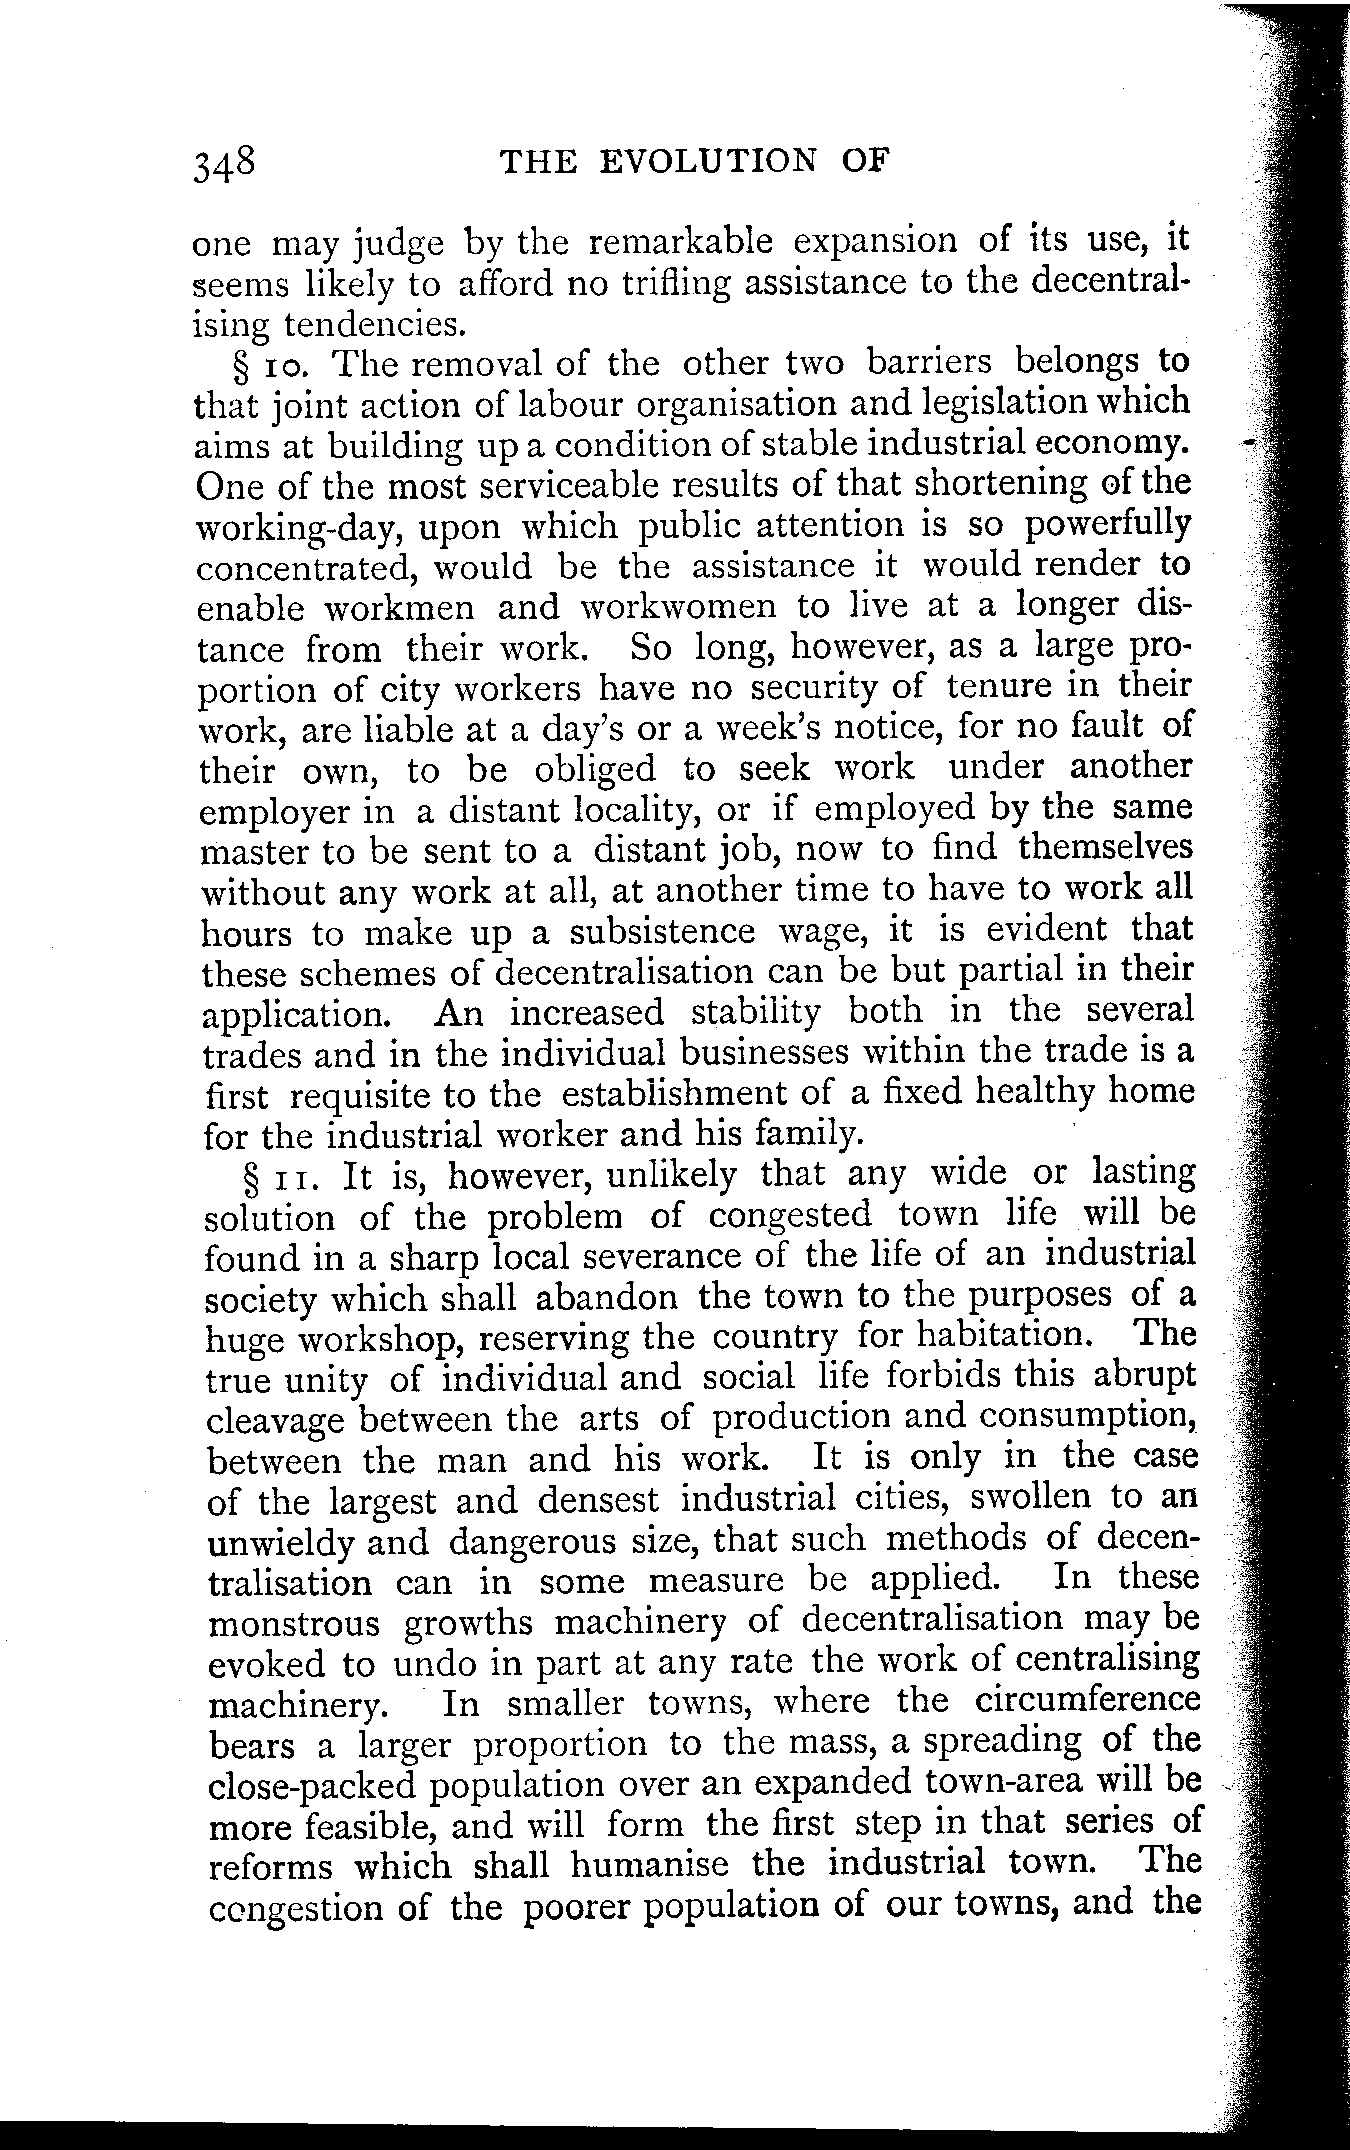 348 THE EVOLUTION OF
one may judge by the remarkable expansion of its use, it
seems likely to afford no trifling assistance to the decentral-
ising tendencies.
§ 10. The removal of the other two barriers belongs to
that joint action of labour organisation and legislation which
aims at building up a condition of stable industrial economy.
One of the most serviceable results of that shortening of the
working-day, upon which public attention is so powerfully
concentrated, would be the assistance it would render to
enable workmen and workwomen to live at a longer dis-
tance from their work. So long, however, as a large pro-
portion of city workers have no security of tenure in their
work, are liable at a day's or a week's notice, for no fault of
their own, to be obliged to seek work under another
employer in a distant locality, or if employed by the same
master to be sent to a distant job, now to find themselves
without any work at all, at another time to have to work all
hours to make up a subsistence wage, it is evident that
these schemes of decentralisation can be but partial in their
application. An increased stability both in the several
trades and in the individual businesses within the trade is a
first requisite to the establishment of a fixed healthy home
for the industrial worker and his family.
§ 11. It is, however, unlikely that any wide or lasting
solution of the problem of congested town life will be
found in a sharp local severance of the life of an industrial
society which shall abandon the town to the purposes of a
huge workshop, reserving the country for habitation. The
true unity of individual and social life forbids this abrupt
cleavage between the arts of production and consumption,
between the man and his work. It is only in the case
of the largest and densest industrial cities, swollen to an
unwieldy and dangerous size, that such methods of decen-
tralisation can in some measure be applied. In these
monstrous growths machinery of decentralisation may be
evoked to undo in part at any rate the work of centralising
machinery. In smaller towns, where the circumference
bears a larger proportion to the mass, a spreading of the
close-packed population over an expanded town-area will be
more feasible, and will form the first step in that series of
reforms which shall humanise the industrial town. The
congestion of the poorer population of our towns, and the